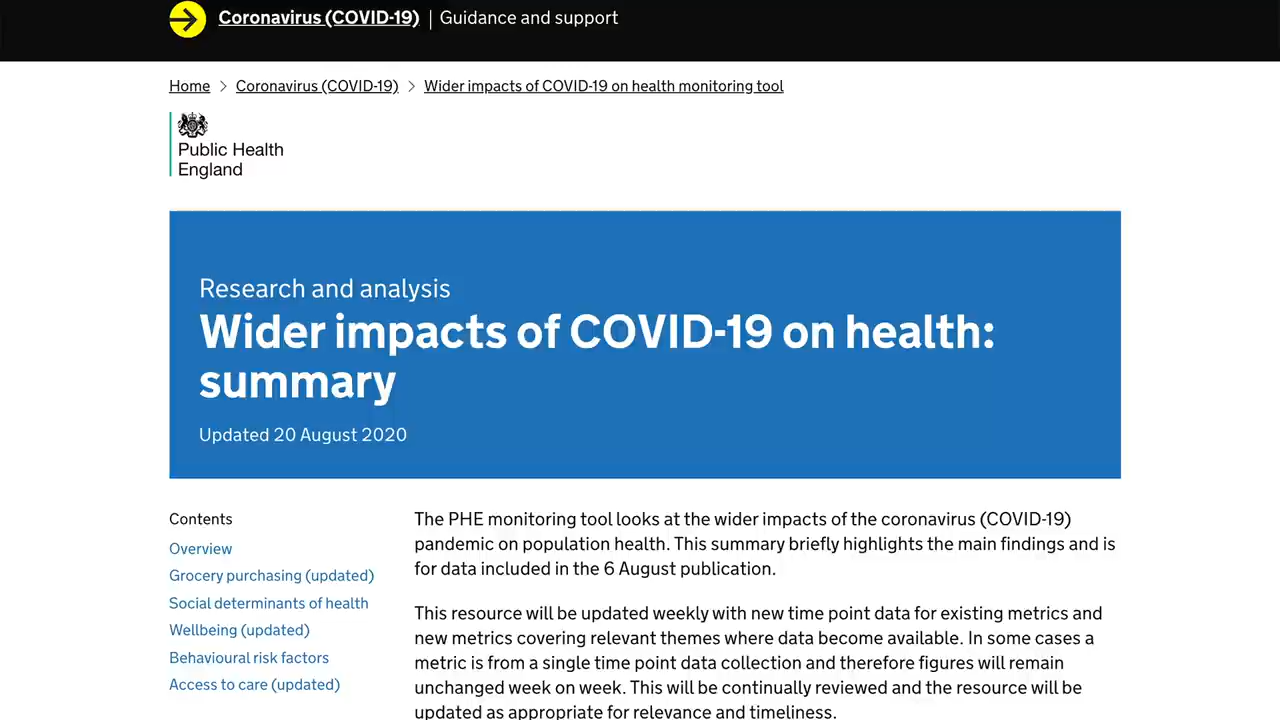 Coronavirus (COVID-19) | Guidance and support
Home > Coronavirus (COVID-19) > Wider impacts of COVID-19 on health monitoring tool
Public Health
England
Research and analysis
Wider impacts of COVID-19 on health:
summary
Updated 20 August 2020
Contents
Overview
Grocery purchasing (updated)
Social determinants of health
Wellbeing (updated)
Behavioural risk factors
Access to care (updated)
The PHE monitoring tool looks at the wider impacts of the coronavirus (COVID-19)
pandemic on population health. This summary briefly highlights the main findings and is
for data included in the 6 August publication.
This resource will be updated weekly with new time point data for existing metrics and
new metrics covering relevant themes where data become available. In some cases a
metric is from a single time point data collection and therefore figures will remain
unchanged week on week. This will be continually reviewed and the resource will be
updated as appropriate for relevance and timeliness.